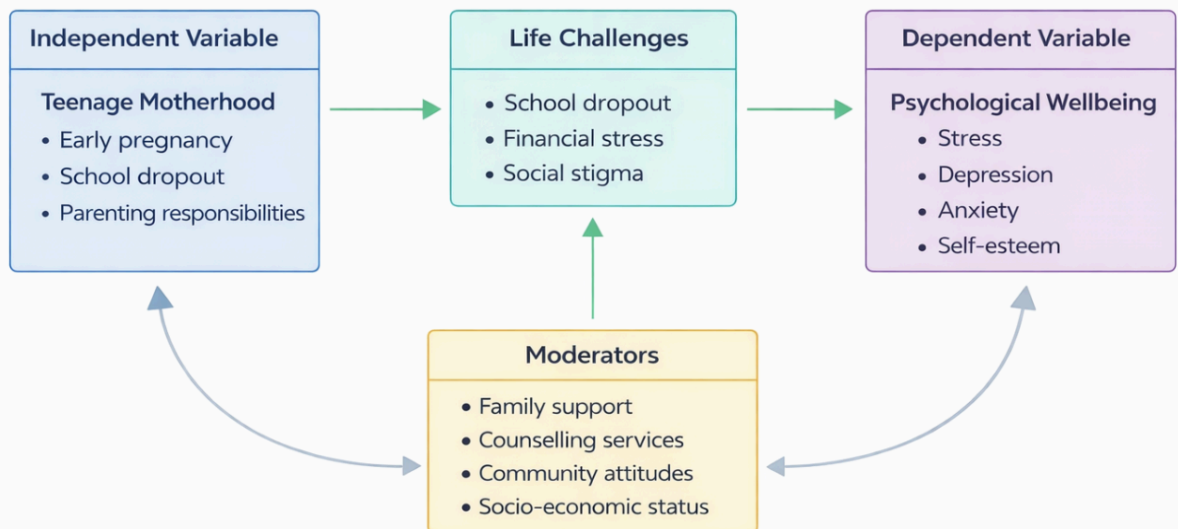 Independent Variable
Teenage Motherhood
• Early pregnancy
• School dropout
• Parenting responsibilities
Life Challenges
• School dropout
• Financial stress
• Social stigma
Dependent Variable
Psychological Wellbeing
• Stress
• Depression
• Anxiety
• Self-esteem
Moderators
• Family support
• Counselling services
• Community attitudes
• Socio-economic status